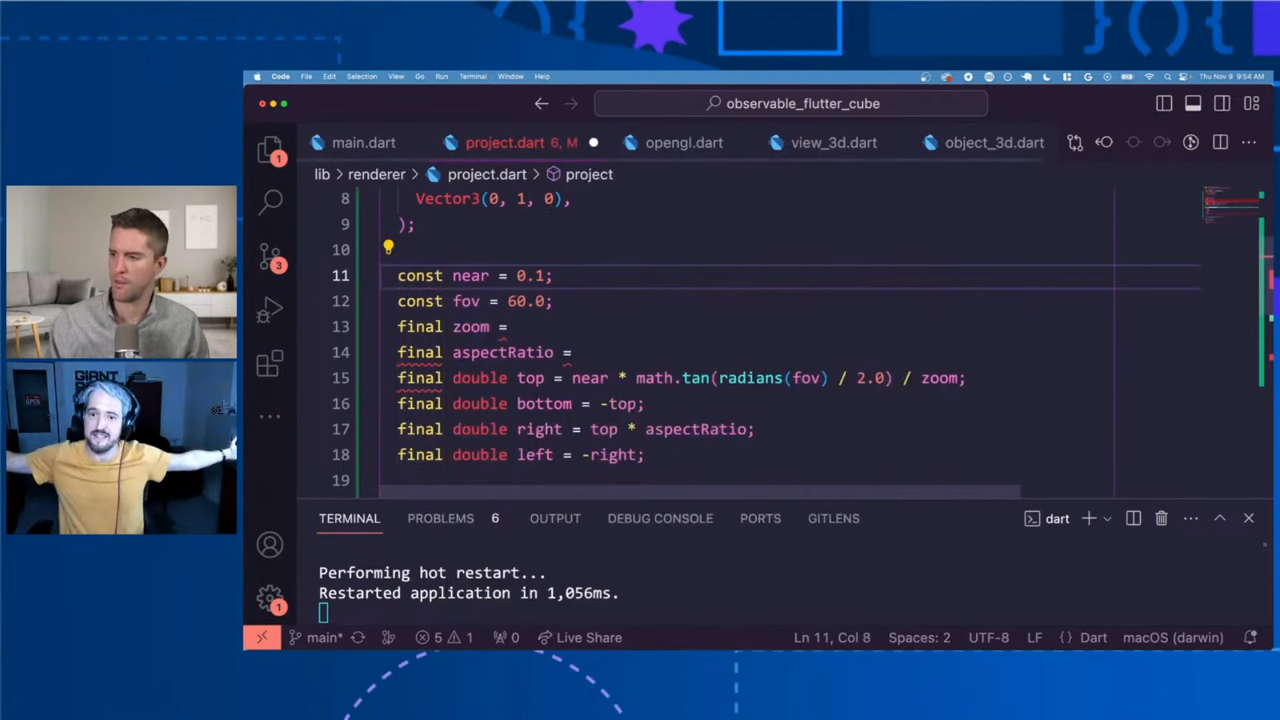 Code File Edit Selection View Go Run Terminal Window Help
Thu Nov 9 9:54 AM
observable_flutter_cube
main.dart
project.dart 6, M
opengl.dart
view_3d.dart
object_3d.dart
lib > renderer > project.dart > project
8 Vector3(0, 1, 0),
9 );
10
11 const near = 0.1;
12 const fov = 60.0;
13 final zoom =
14 final aspectRatio =
15 final double top = near * math.tan(radians(fov) / 2.0) / zoom;
16 final double bottom = -top;
17 final double right = top * aspectRatio;
18 final double left = -right;
19
1
3
1
TERMINAL PROBLEMS 6 OUTPUT DEBUG CONSOLE PORTS GITLENS
dart
Performing hot restart...
Restarted application in 1,056ms.
main* 5 1 0 Live Share
Ln 11, Col 8 Spaces: 2 UTF-8 LF {} Dart macOS (darwin)
GIANT
OPEN